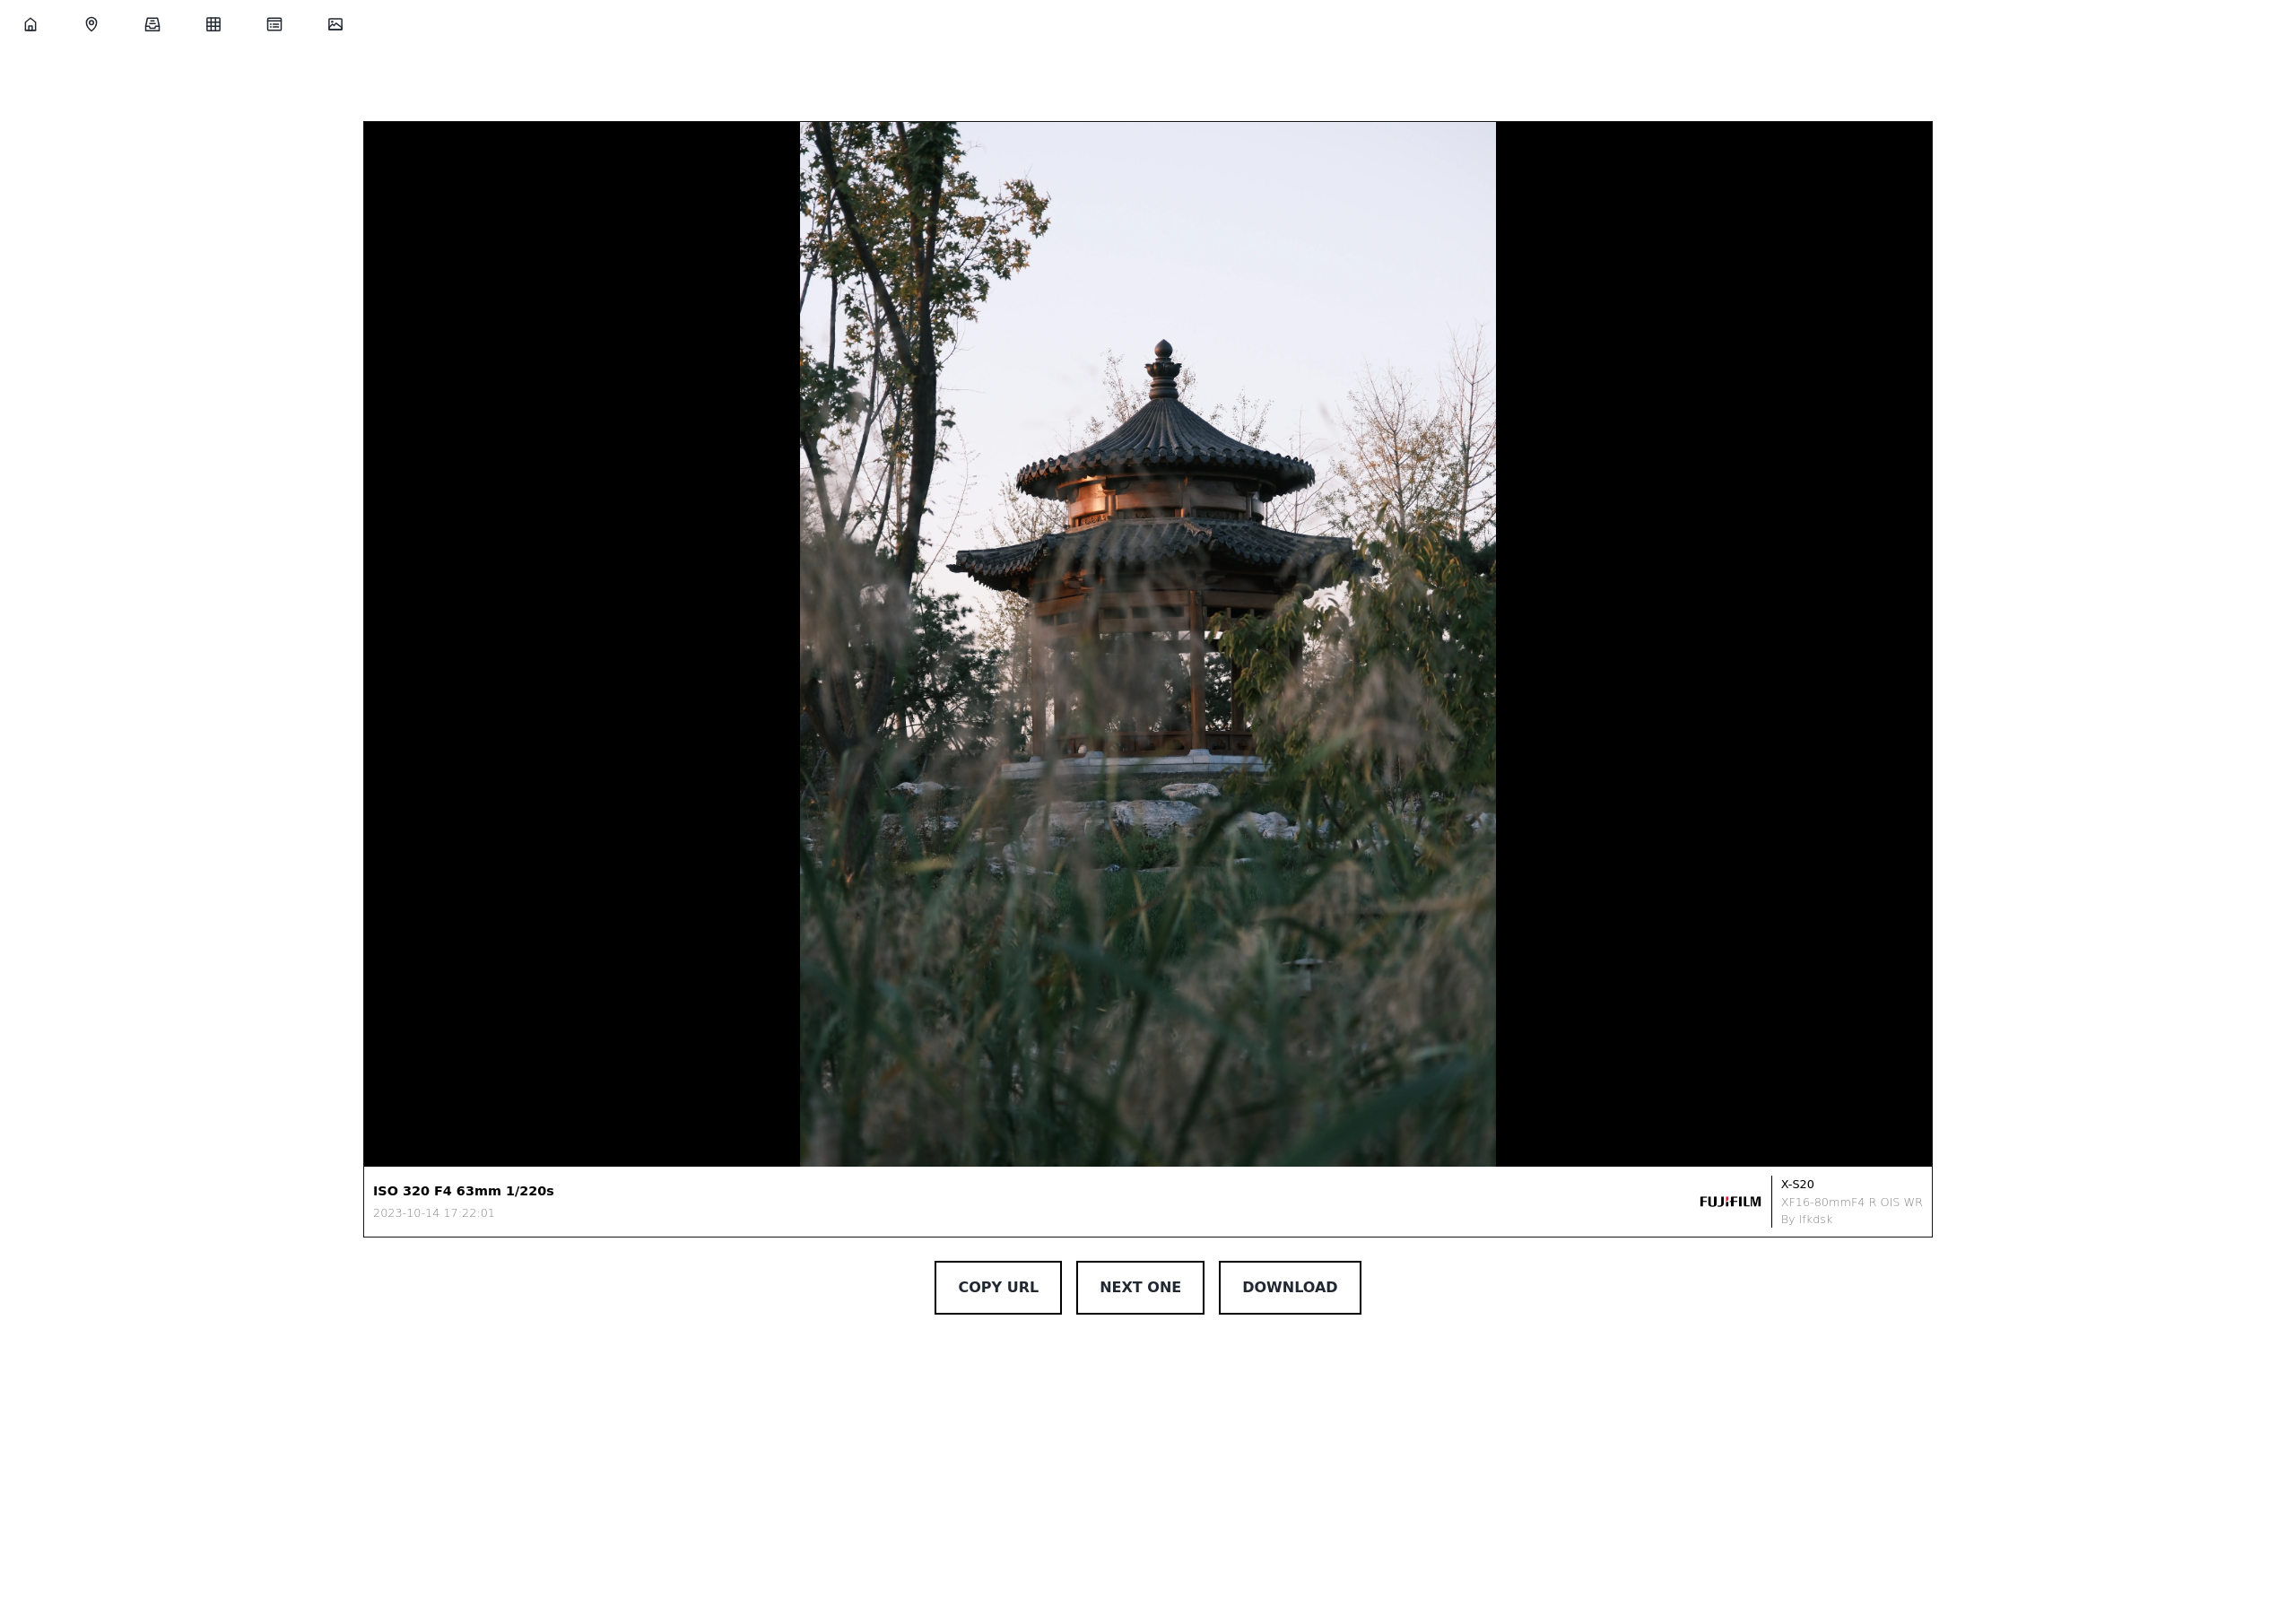 ISO 320 F4 63mm 1/220s
2023-10-14 17:22:01
FUJIFILM
X-S20
XF16-80mmF4 R OIS WR
By lfkdsk
COPY URL
NEXT ONE
DOWNLOAD